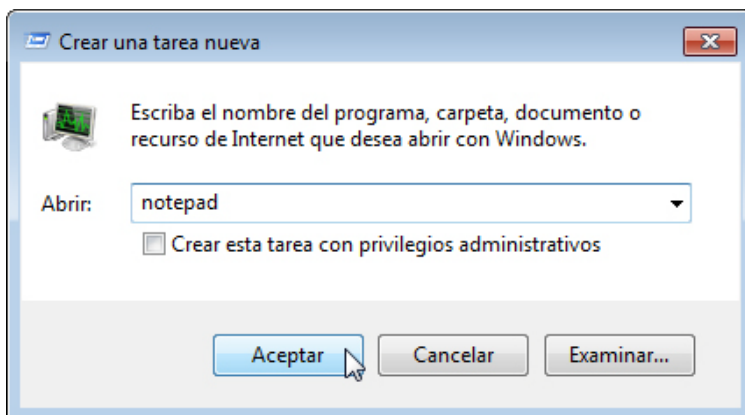 Crear una tarea nueva
Escriba el nombre del programa, carpeta, documento o
recurso de Internet que desea abrir con Windows.
Abrir: notepad
Crear esta tarea con privilegios administrativos
Aceptar Cancelar Examinar...